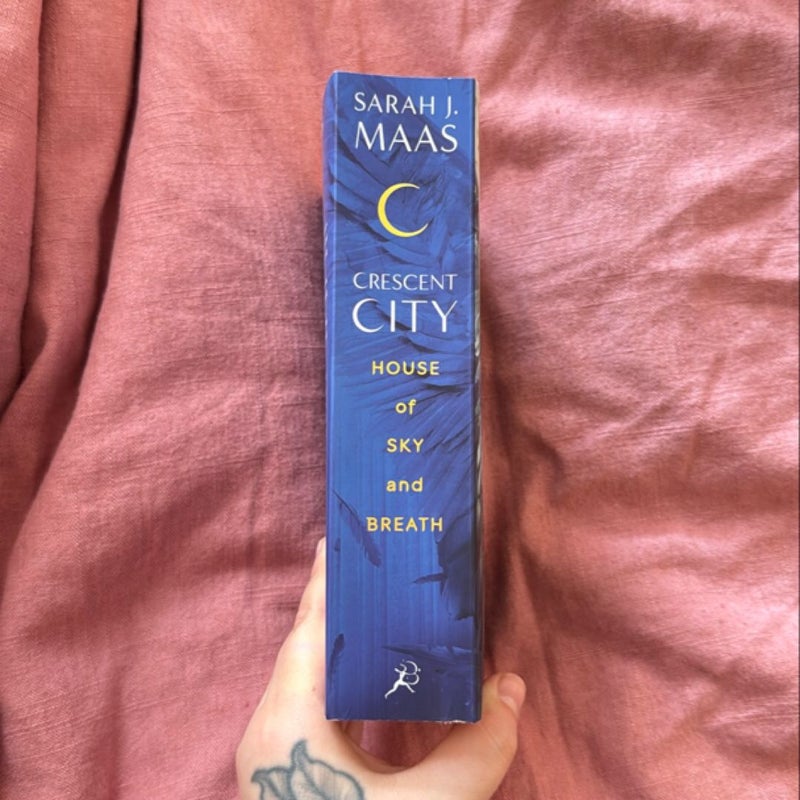 SARAH J.
MAAS
CRESCENT
CITY
HOUSE
of
SKY
and
BREATH